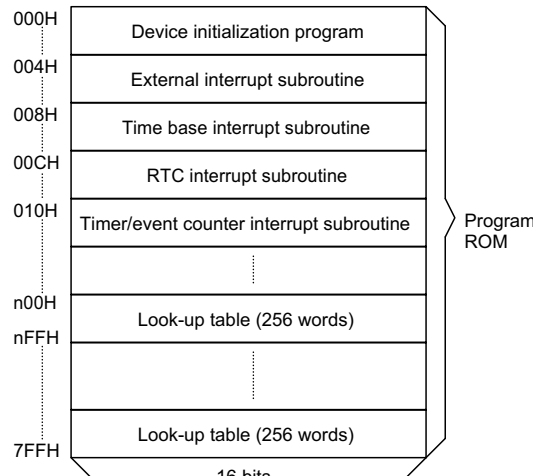 000H
Device initialization program
004H
External interrupt subroutine
008H
Time base interrupt subroutine
00CH
RTC interrupt subroutine
010H
Timer/event counter interrupt subroutine
Program
ROM
n00H
Look-up table (256 words)
nFFH
Look-up table (256 words)
7FFH
16 bits